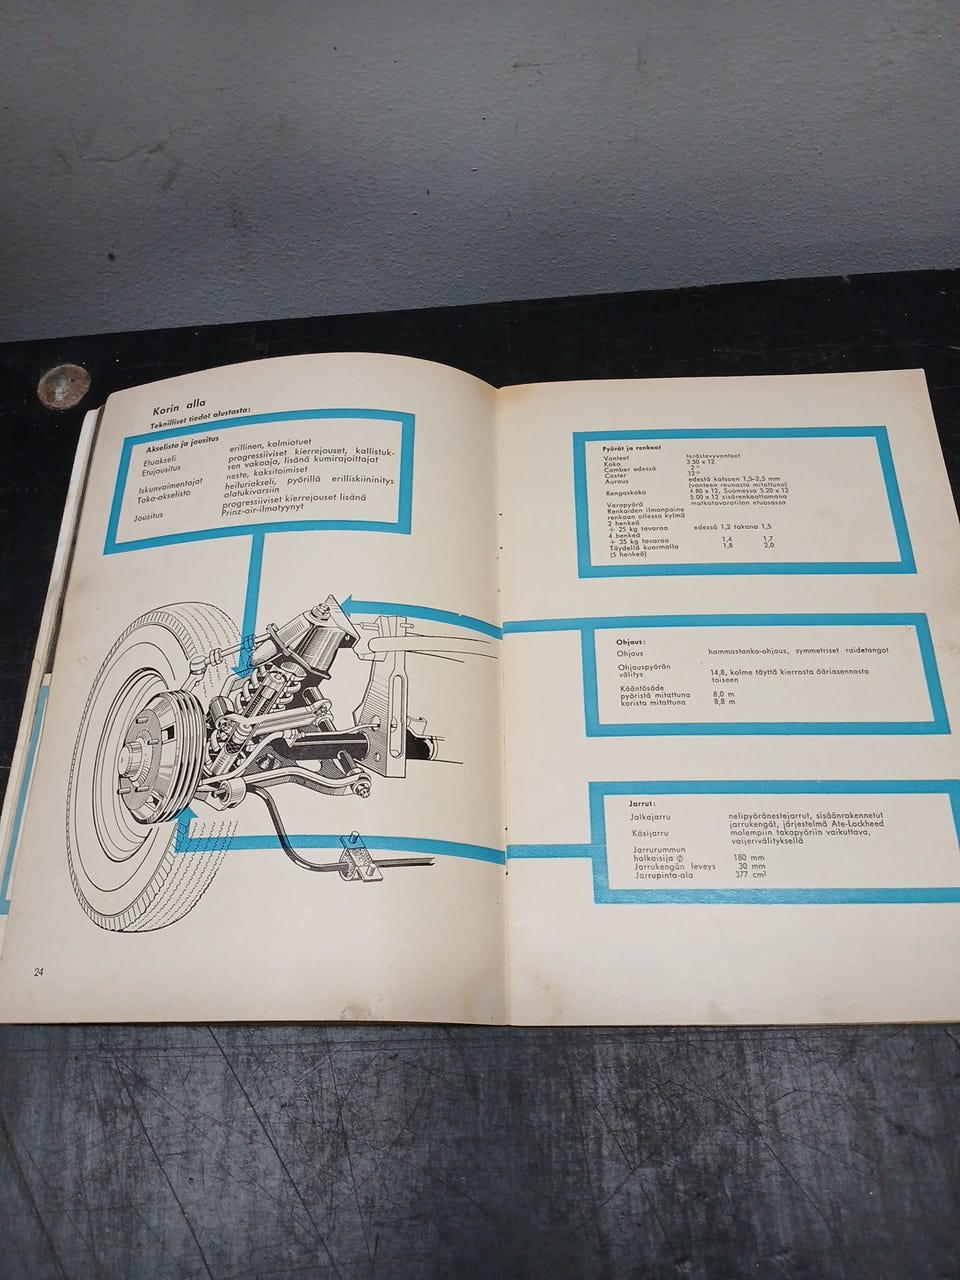 Korin alla
Teknilliset tiedot alustasta:
Akselisto ja jousitus
Etuakseli erillinen, kolmiotuet
Etujousitus progressiiviset kierrejouset, kallistuk-
sen vakaaja, lisänä kumirajoittajat
Iskunvaimentajat neste, kaksitoimiset
Taka-akselisto heiluriakseli, pyörillä erilliskiininitys
alatukivarsiin
Jousitus progressiiviset kierrejouset lisänä
Prinz-air-ilmatyynyt
24
Pyörät ja renkaat
Vanteet teräslevyvanteet
Koko 3.50 x 12
Camber edessä 2°
Caster 12°
Auraus edestä katsoen 1,5–2,5 mm
(vanteen reunasta mitattuna)
Rengaskoko 4.80 x 12, Suomessa 5.20 x 12
5.00 x 12 sisärenkaattomana
Varapyörä matkatavaratilan etuosassa
Renkaiden ilmanpaine
renkaan ollessa kylmä
2 henkeä
+ 25 kg tavaraa edessä 1,2 takana 1,5
4 henkeä
+ 35 kg tavaraa 1,4 1,7
Täydellä kuormalla 1,8 2,0
(5 henkeä)
Ohjaus:
Ohjaus hammastanko-ohjaus, symmetriset raidetangot
Ohjauspyörän
välitys 14,8, kolme täyttä kierrosta ääriasennosta
toiseen
Kääntösäde
pyöristä mitattuna 8,0 m
korista mitattuna 8,8 m
Jarrut:
Jalkajarru nelipyöränestejarrut, sisäänrakennetut
jarrukengät, järjestelmä Ate-Lockheed
Käsijarru molempiin takapyöriin vaikuttava,
vaijerivälityksellä
Jarrurummun
halkaisija ∅ 180 mm
Jarrukengän leveys 30 mm
Jarrupinta-ala 377 cm²